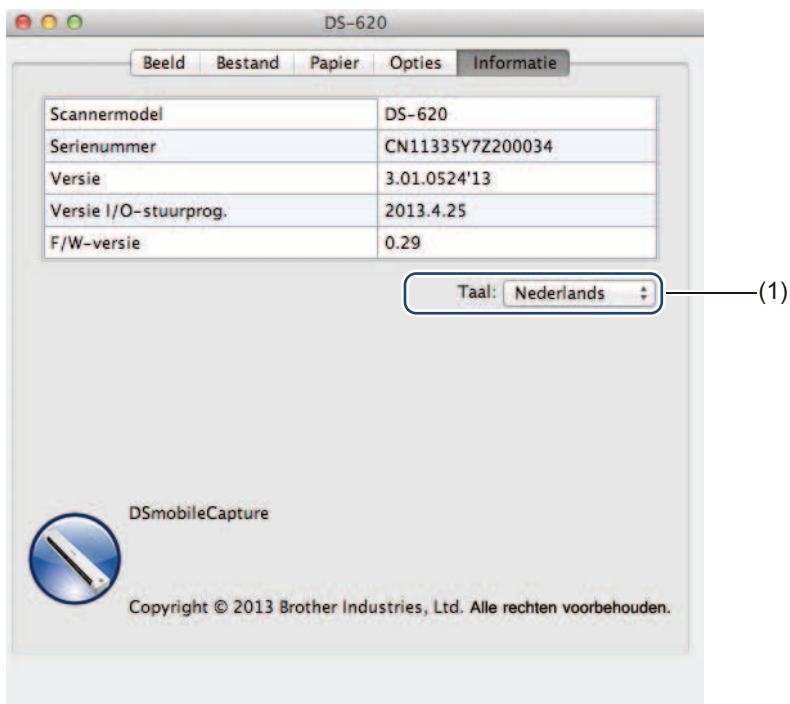 DS-620
Beeld Bestand Papier Opties Informatie
Scannermodel DS-620
Serienummer CN11335Y7Z200034
Versie 3.01.0524'13
Versie I/O-stuurprog. 2013.4.25
F/W-versie 0.29
Taal: Nederlands (1)
DSmobileCapture
Copyright © 2013 Brother Industries, Ltd. Alle rechten voorbehouden.